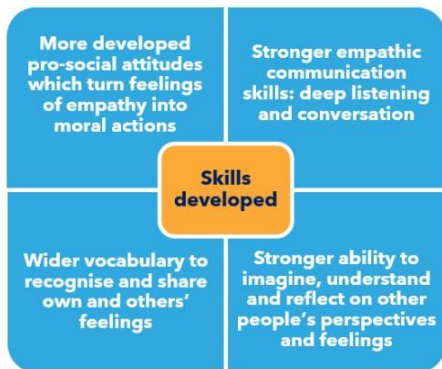 More developed
pro-social attitudes
which turn feelings
of empathy into
moral actions
Stronger empathic
communication
skills: deep listening
and conversation
Skills
developed
Wider vocabulary to
recognise and share
own and others’
feelings
Stronger ability to
imagine, understand
and reflect on other
people’s perspectives
and feelings